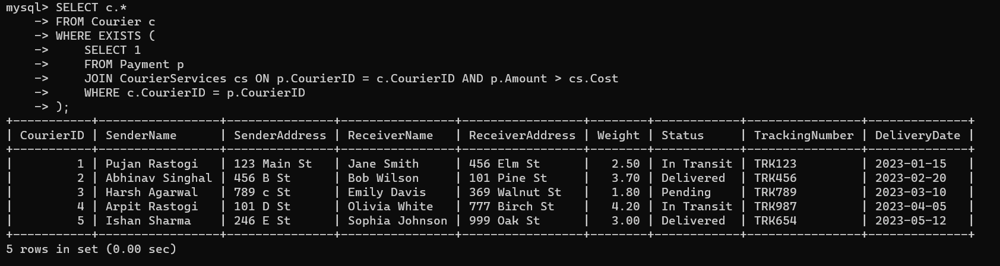 mysql> SELECT c.*
    -> FROM Courier c
    -> WHERE EXISTS (
    ->     SELECT 1
    ->     FROM Payment p
    ->     JOIN CourierServices cs ON p.CourierID = c.CourierID AND p.Amount > cs.Cost
    ->     WHERE c.CourierID = p.CourierID
    -> );
+-----------+-----------------+---------------+----------------+-----------------+--------+------------+----------------+--------------+
| CourierID | SenderName      | SenderAddress | ReceiverName   | ReceiverAddress | Weight | Status     | TrackingNumber | DeliveryDate |
+-----------+-----------------+---------------+----------------+-----------------+--------+------------+----------------+--------------+
|         1 | Pujan Rastogi   | 123 Main St   | Jane Smith     | 456 Elm St      |   2.50 | In Transit | TRK123         | 2023-01-15   |
|         2 | Abhinav Singhal | 456 B St      | Bob Wilson     | 101 Pine St     |   3.70 | Delivered  | TRK456         | 2023-02-20   |
|         3 | Harsh Agarwal   | 789 c St      | Emily Davis    | 369 Walnut St   |   1.80 | Pending    | TRK789         | 2023-03-10   |
|         4 | Arpit Rastogi   | 101 D St      | Olivia White   | 777 Birch St    |   4.20 | In Transit | TRK987         | 2023-04-05   |
|         5 | Ishan Sharma    | 246 E St      | Sophia Johnson | 999 Oak St      |   3.00 | Delivered  | TRK654         | 2023-05-12   |
+-----------+-----------------+---------------+----------------+-----------------+--------+------------+----------------+--------------+
5 rows in set (0.00 sec)